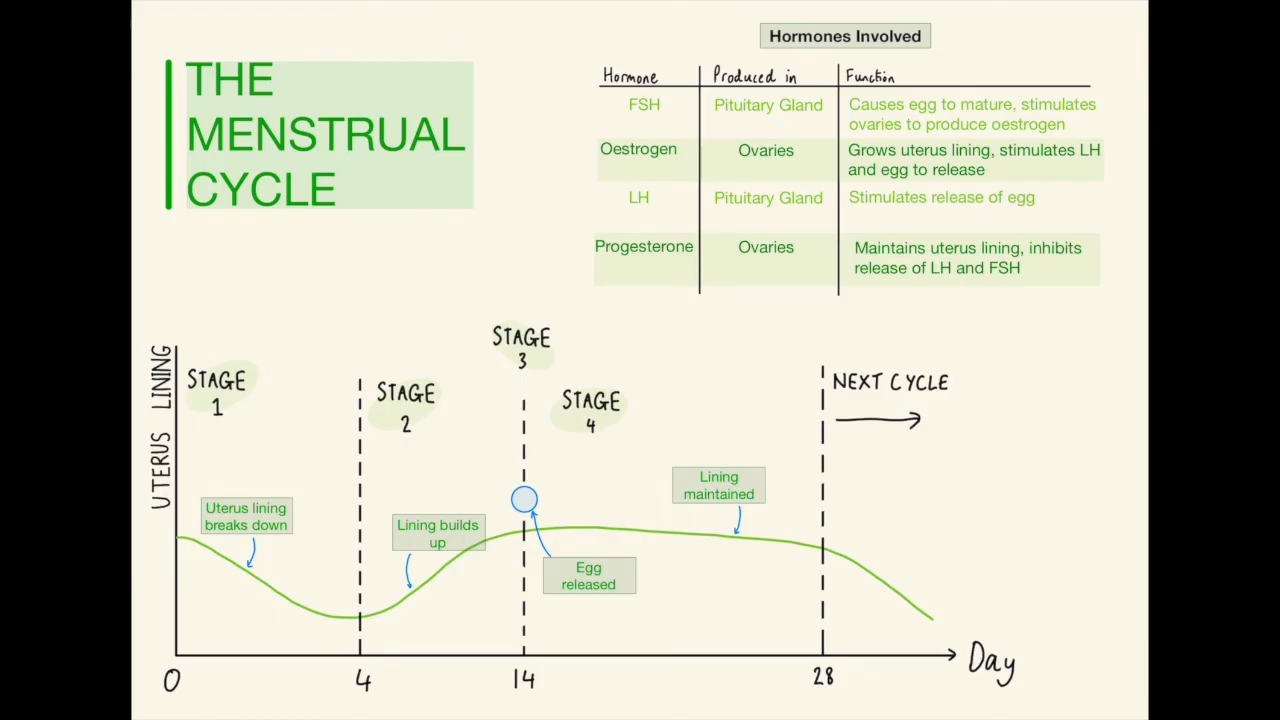 THE
MENSTRUAL
CYCLE
Hormones Involved
Hormone Produced in Function
FSH Pituitary Gland Causes egg to mature, stimulates
ovaries to produce oestrogen
Oestrogen Ovaries Grows uterus lining, stimulates LH
and egg to release
LH Pituitary Gland Stimulates release of egg
Progesterone Ovaries Maintains uterus lining, inhibits
release of LH and FSH
UTERUS LINING
STAGE
1
STAGE
2
STAGE
3
STAGE
4
NEXT CYCLE
Uterus lining
breaks down
Lining builds
up
Egg
released
Lining
maintained
0 4 14 28 Day